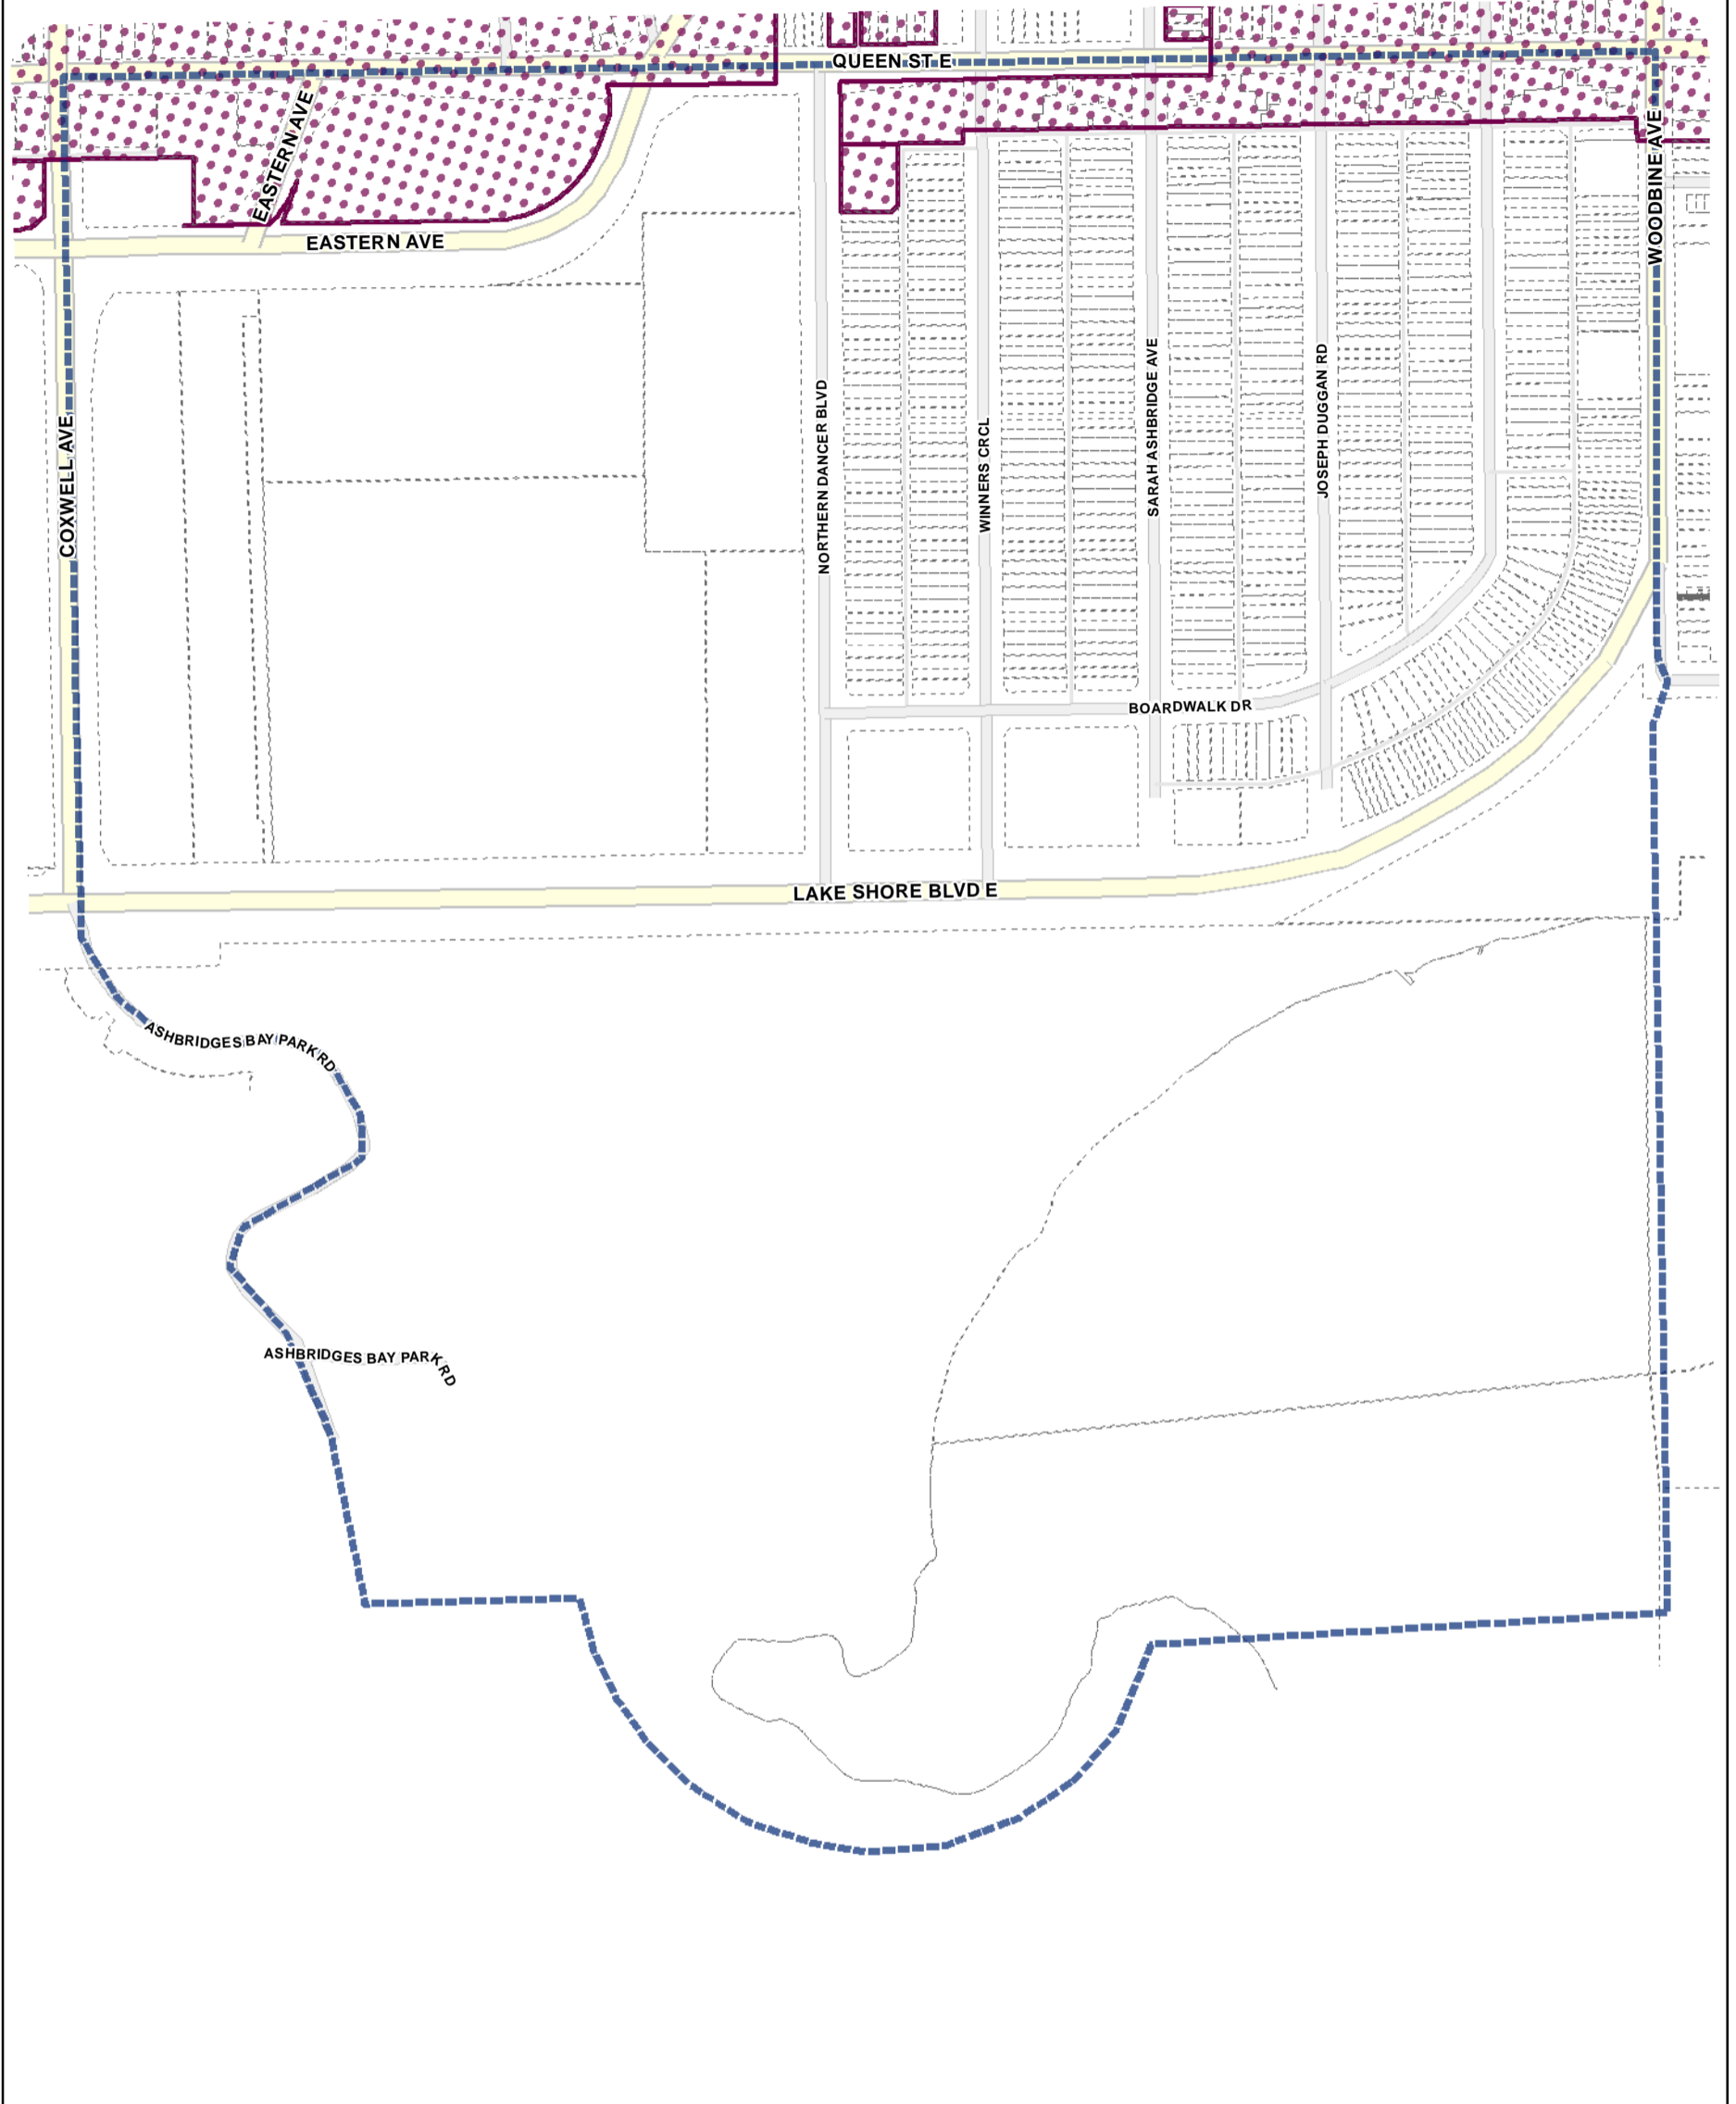 QUEEN ST E
EASTERN AVE
WOODBINE AVE
EASTERN AVE
COXWELL AVE
NORTHERN DANCER BLVD
WINNERS CRCL
SARAH ASHBRIDGE AVE
JOSEPH DUGGAN RD
BOARDWALK DR
LAKE SHORE BLVD E
ASHBRIDGES BAY PARK RD
ASHBRIDGES BAY PARK RD